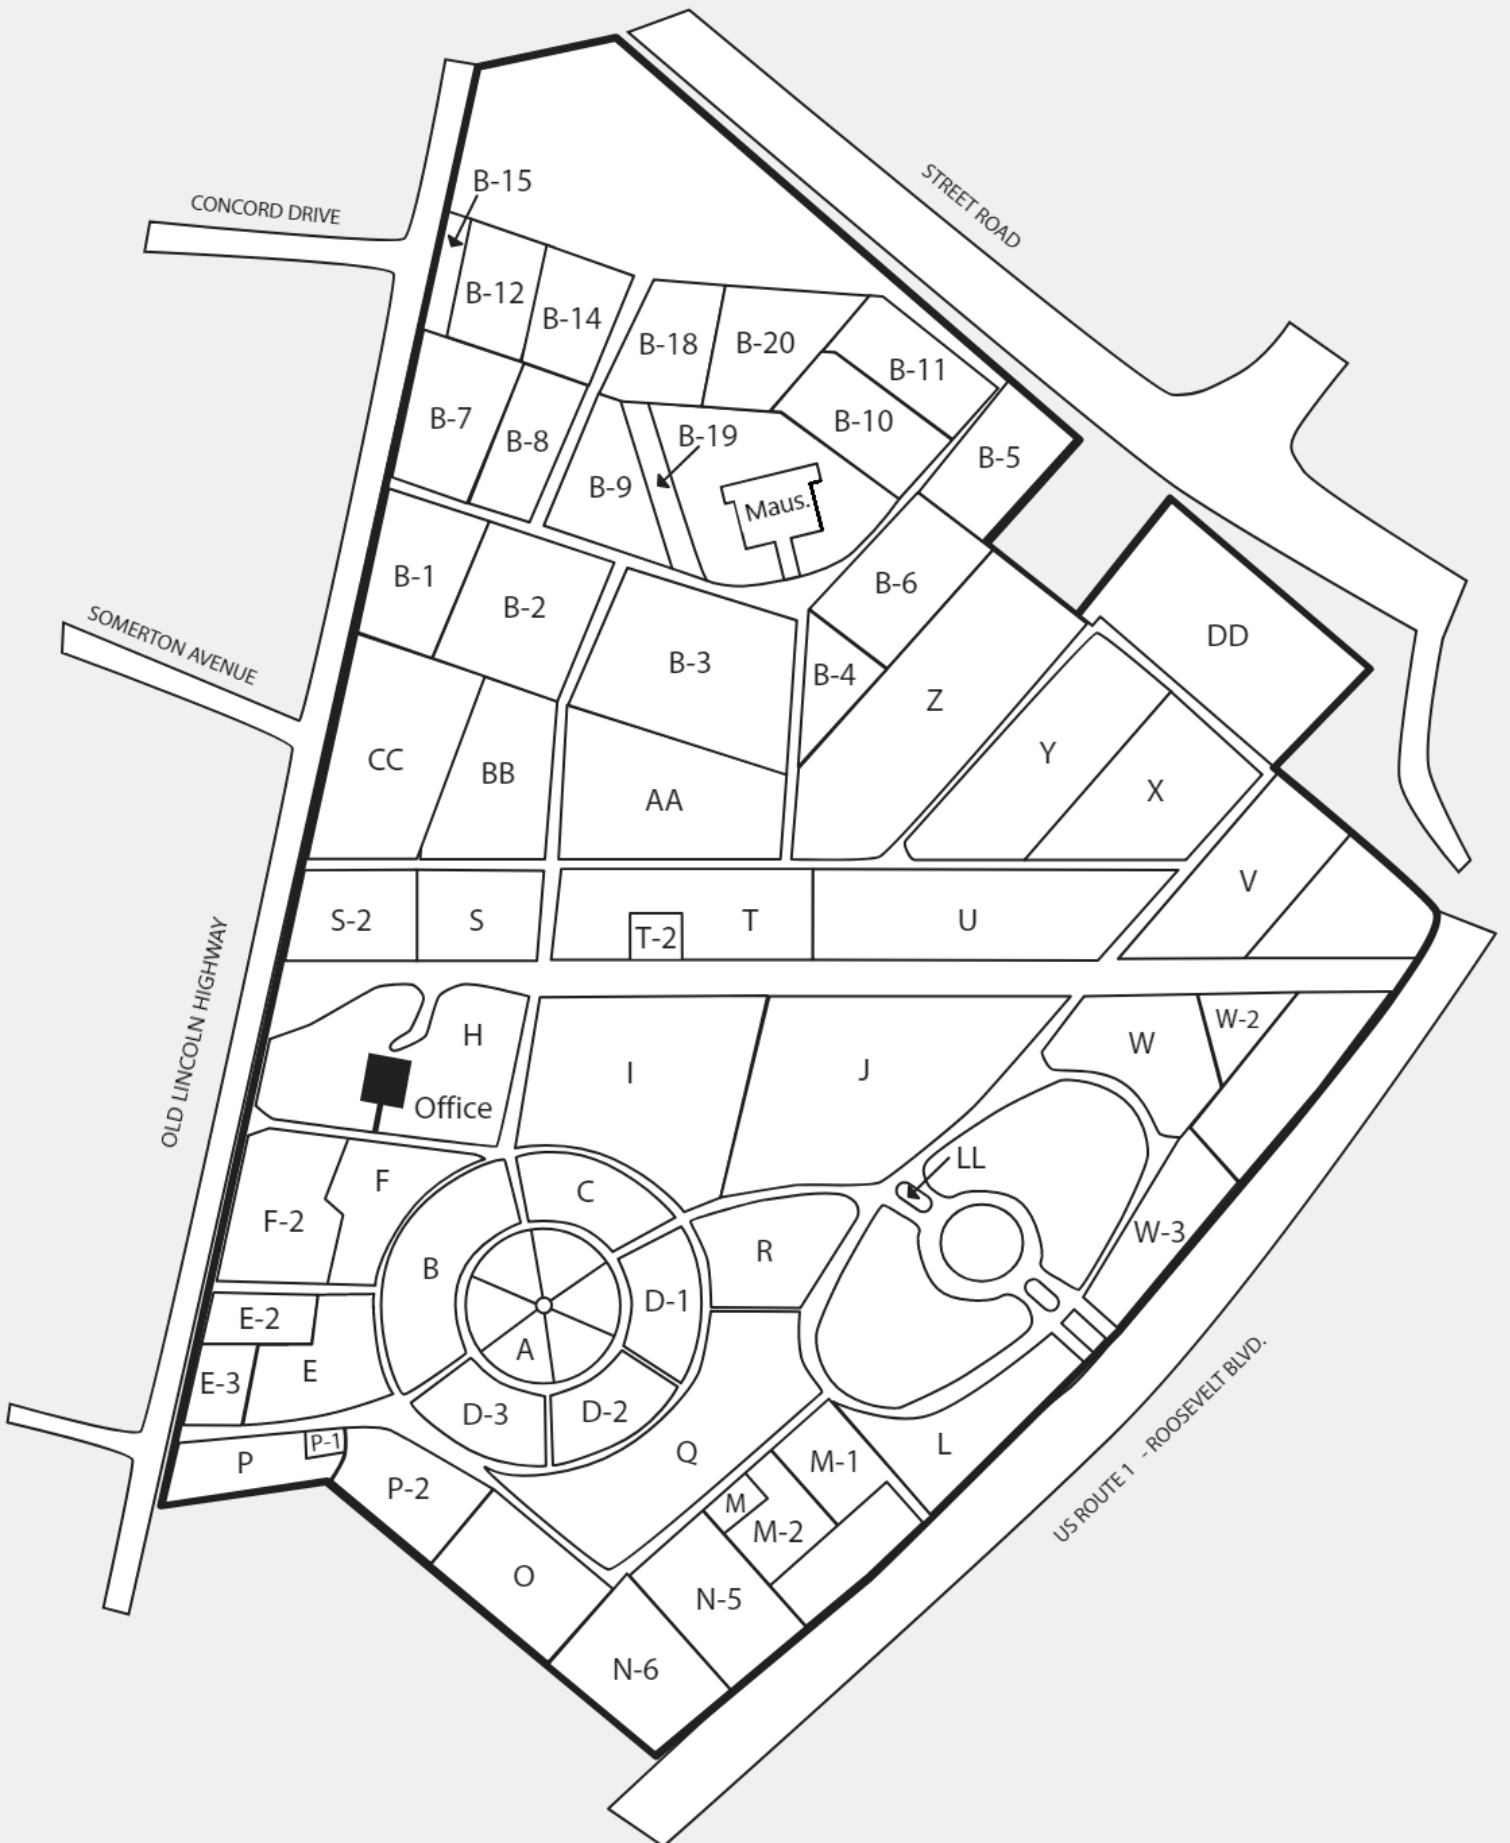 STREET ROAD
B-15
CONCORD DRIVE
B-12
B-14
B-18
B-20
B-11
B-7
B-8
B-19
B-10
B-5
B-9
Maus.
B-1
B-2
B-6
SOMERTON AVENUE
B-3
B-4
DD
Z
CC
BB
AA
Y
X
V
S-2
S
T-2
T
U
OLD LINCOLN HIGHWAY
H
I
J
W
W-2
Office
LL
F
F-2
C
B
R
W-3
D-1
E-2
A
E-3
E
D-3
D-2
US ROUTE 1 - ROOSEVELT BLVD.
P
P-1
P-2
Q
M-1
L
M
M-2
O
N-5
N-6